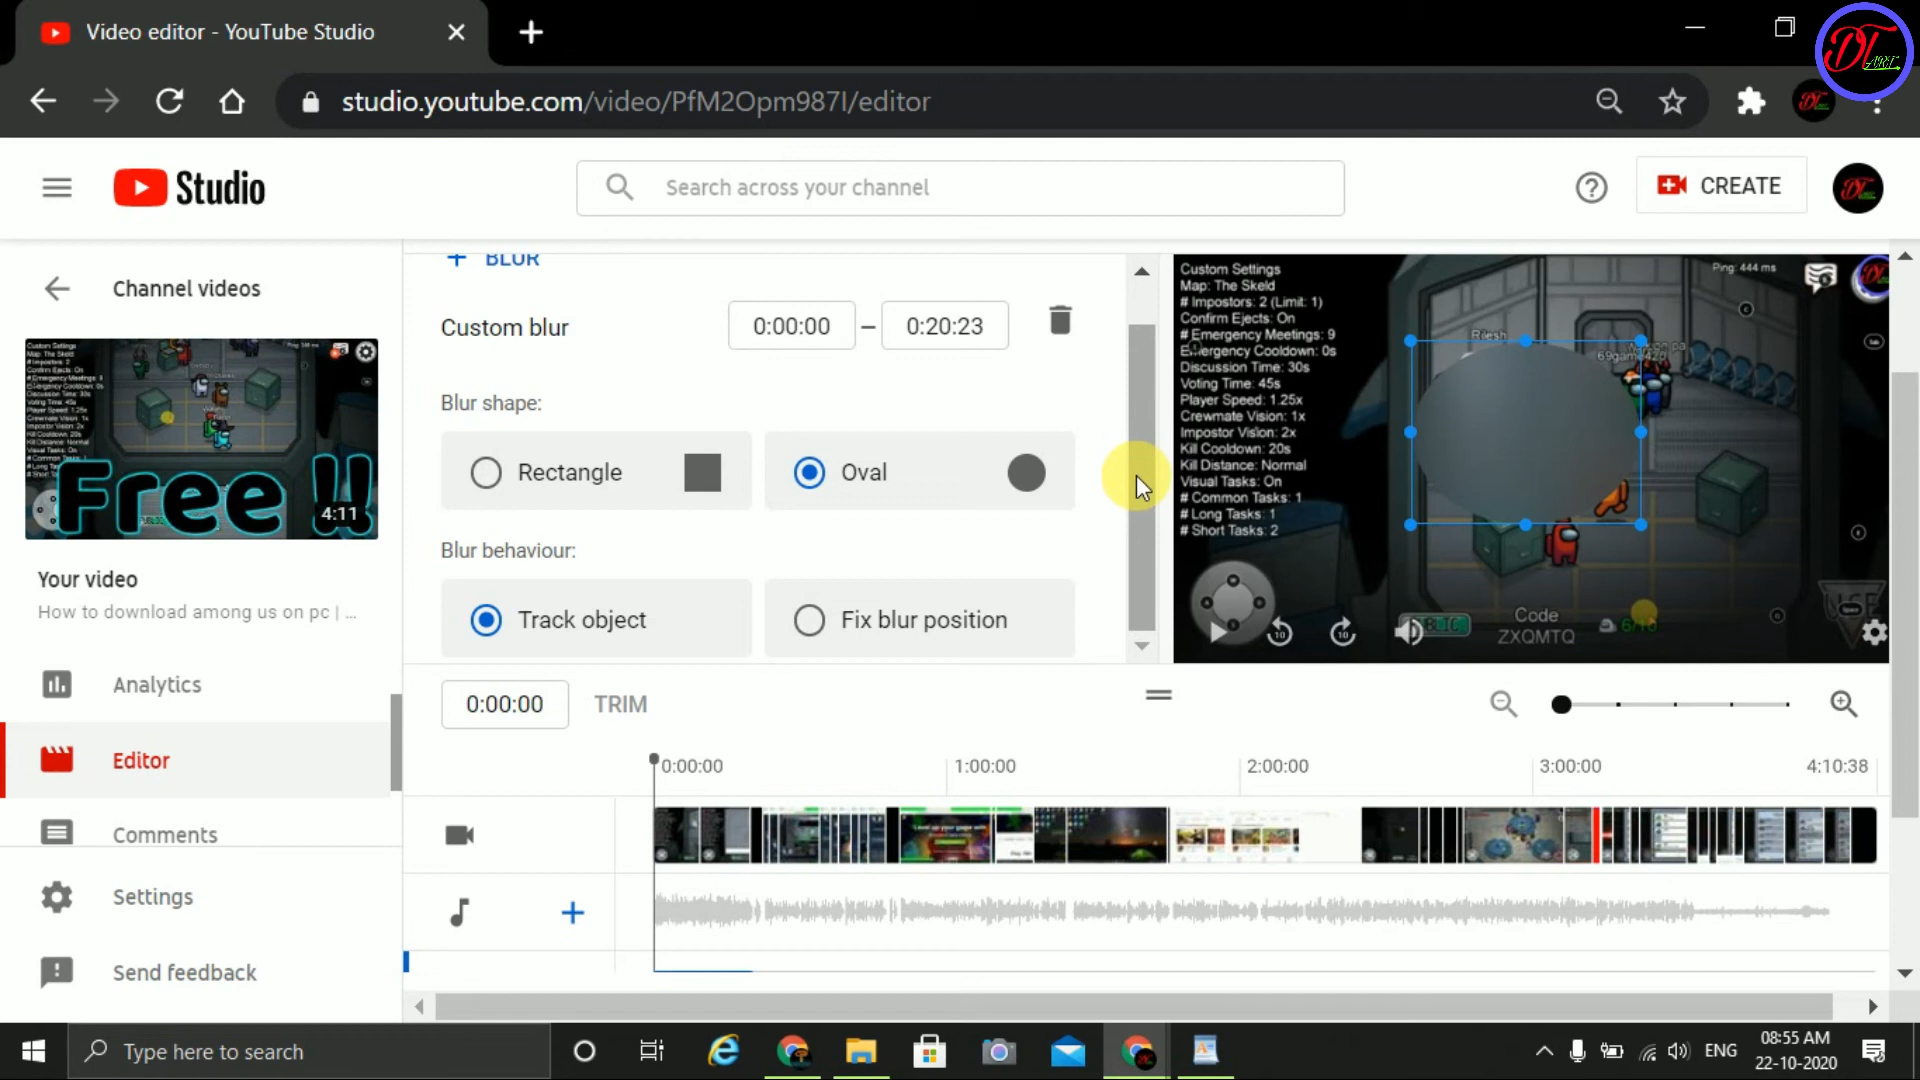 Video editor - YouTube Studio
DT
ART
studio.youtube.com/video/PfM2Opm987I/editor
Studio
Search across your channel
CREATE
Channel videos
Free !!
4:11
Your video
How to download among us on pc | ...
Analytics
Editor
Comments
Settings
Send feedback
+ BLUR
Custom blur
0:00:00 – 0:20:23
Blur shape:
Rectangle
Oval
Blur behaviour:
Track object
Fix blur position
Custom Settings
Map: The Skeld
# Impostors: 2 (Limit: 1)
Confirm Ejects: On
# Emergency Meetings: 9
Emergency Cooldown: 0s
Discussion Time: 30s
Voting Time: 45s
Player Speed: 1.25x
Crewmate Vision: 1x
Impostor Vision: 2x
Kill Cooldown: 20s
Kill Distance: Normal
Visual Tasks: On
# Common Tasks: 1
# Long Tasks: 1
# Short Tasks: 2
Ping: 444 ms
Rilesh
69game420
Code
ZXQMTQ
0:00:00
TRIM
0:00:00
1:00:00
2:00:00
3:00:00
4:10:38
Type here to search
ENG
08:55 AM
22-10-2020